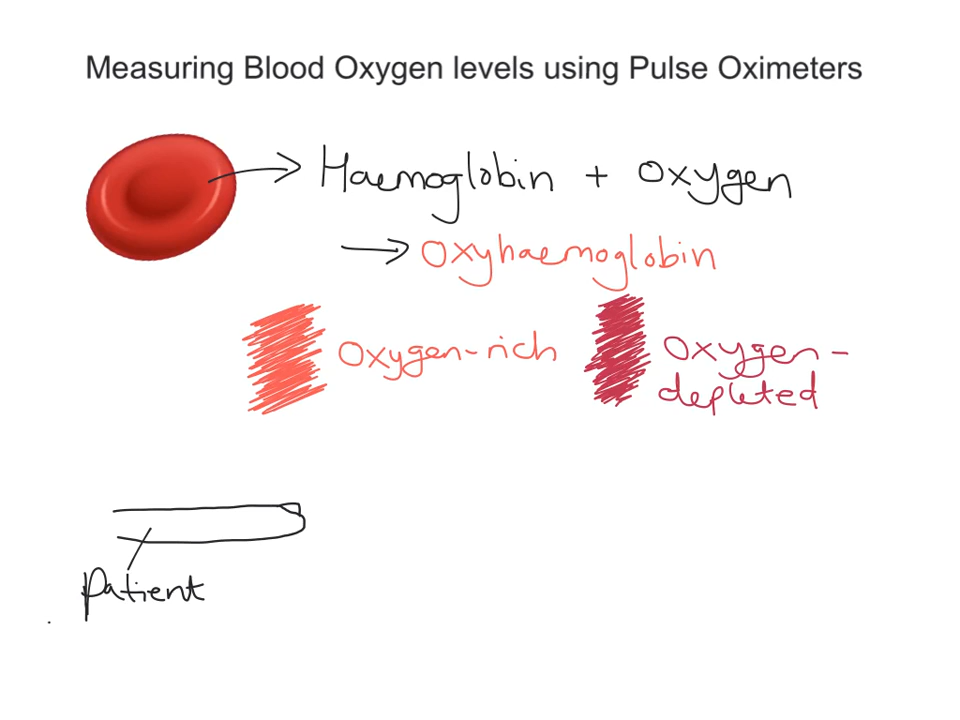 Measuring Blood Oxygen levels using Pulse Oximeters
Haemoglobin + Oxygen
→ Oxyhaemoglobin
Oxygen-rich
Oxygen-
depleted
Patient